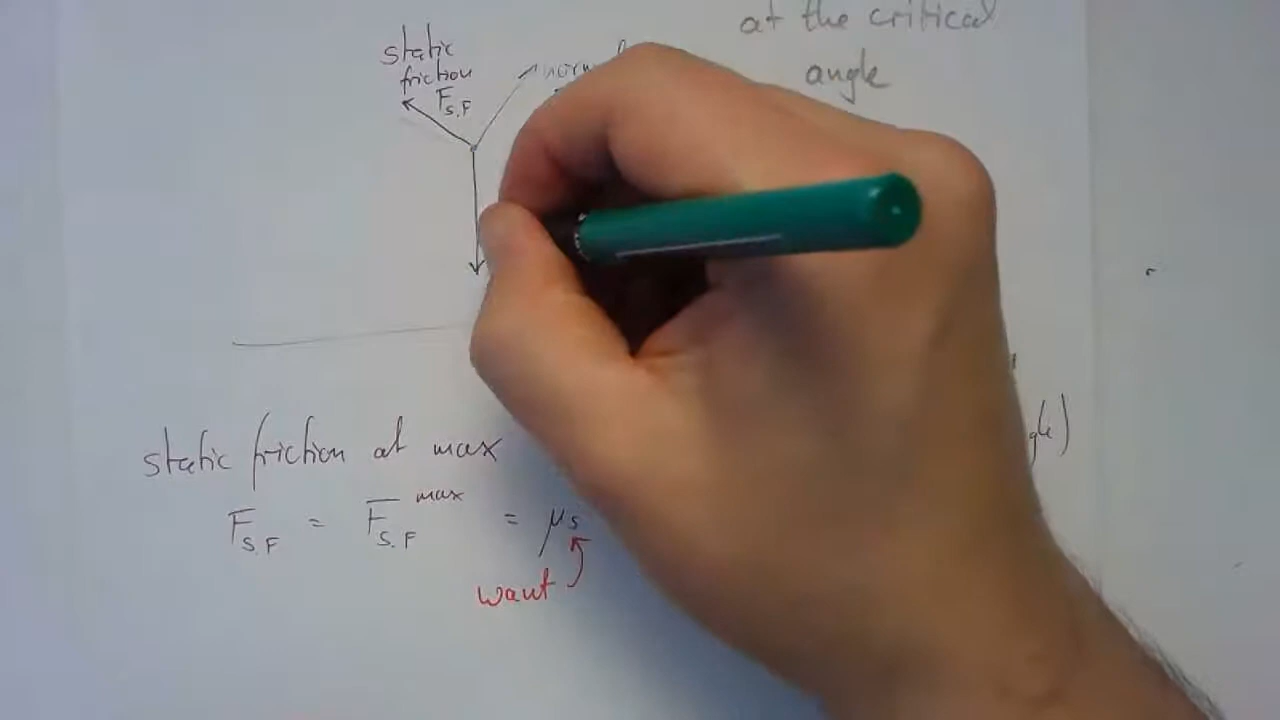 at the critical
angle
static
friction
F_S.F
static friction at max
F_S.F = F_S.F^max = μs
want